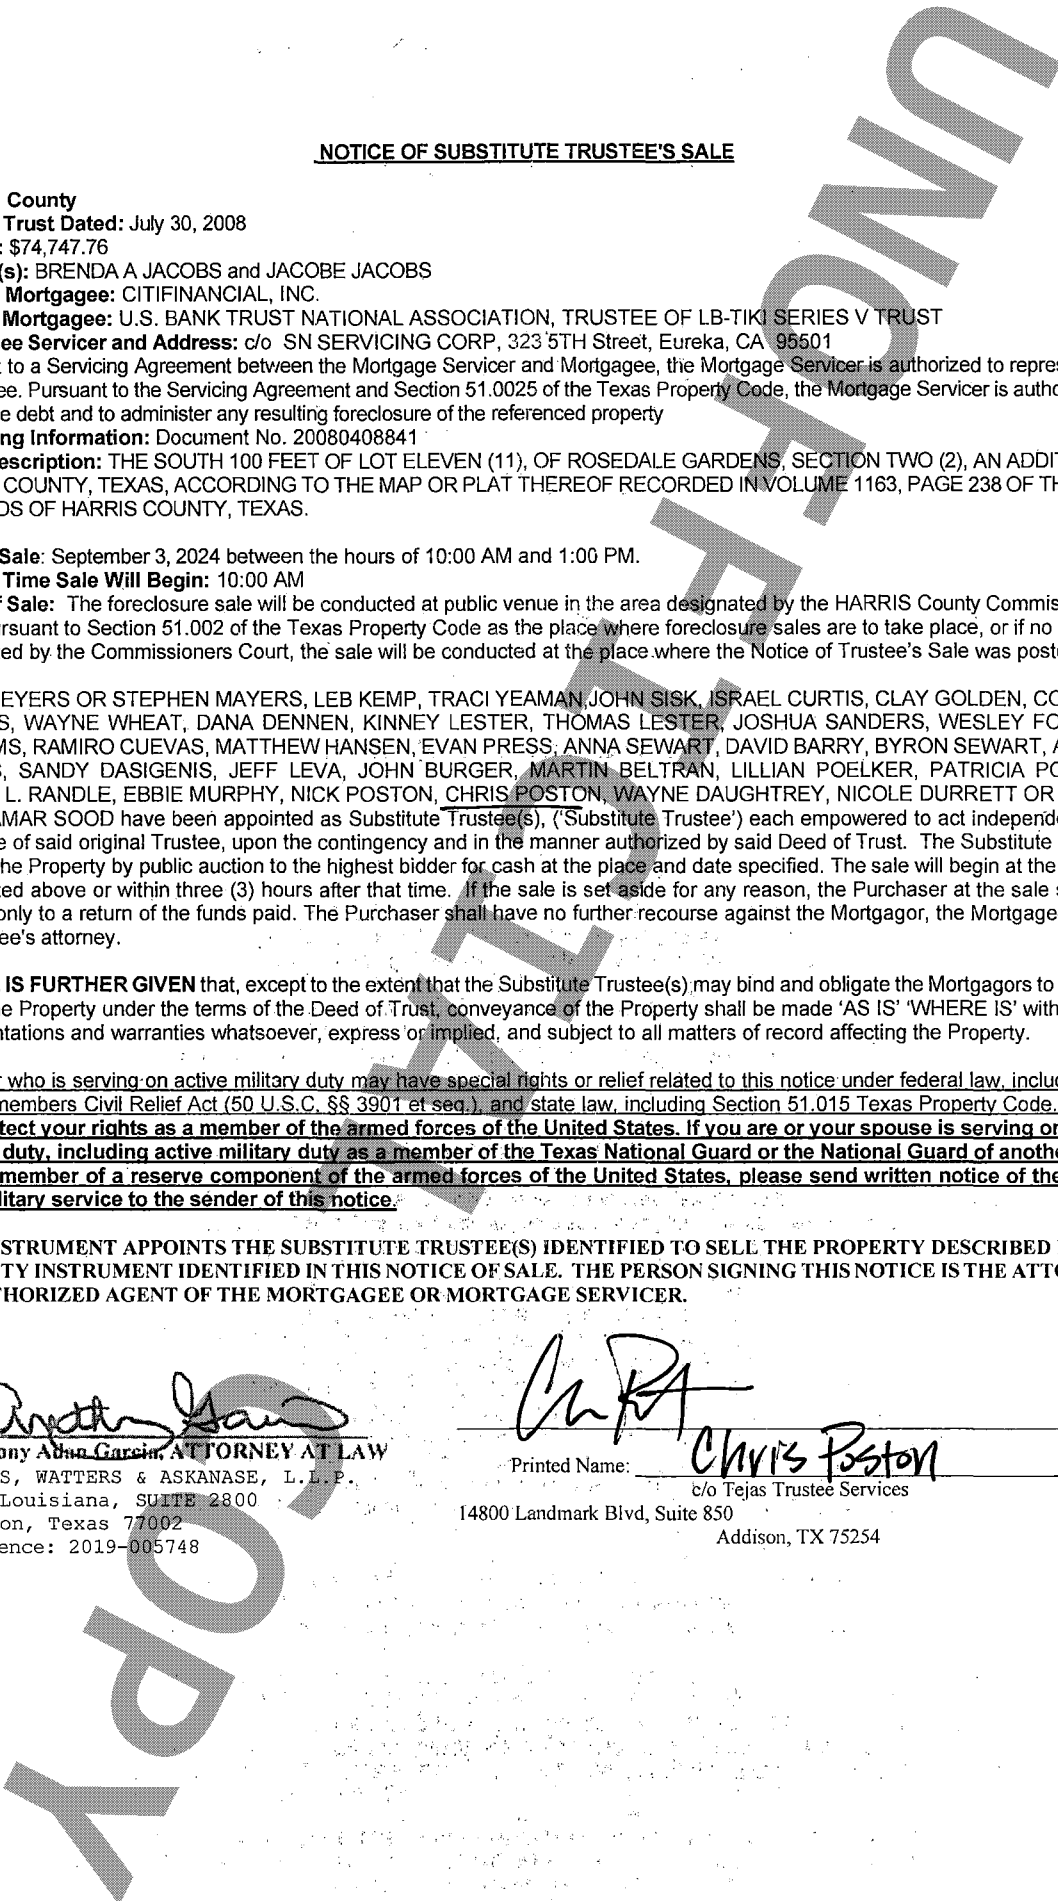 NOTICE OF SUBSTITUTE TRUSTEE'S SALE
County
Trust Dated: July 30, 2008
: $74,747.76
(s): BRENDA A JACOBS and JACOBE JACOBS
Mortgagee: CITIFINANCIAL, INC.
Mortgagee: U.S. BANK TRUST NATIONAL ASSOCIATION, TRUSTEE OF LB-TIKI SERIES V TRUST
ee Servicer and Address: c/o SN SERVICING CORP, 323 5TH Street, Eureka, CA 95501
t to a Servicing Agreement between the Mortgage Servicer and Mortgagee, the Mortgage Servicer is authorized to repres
ee. Pursuant to the Servicing Agreement and Section 51.0025 of the Texas Property Code, the Mortgage Servicer is autho
e debt and to administer any resulting foreclosure of the referenced property
ng Information: Document No. 20080408841
escription: THE SOUTH 100 FEET OF LOT ELEVEN (11), OF ROSEDALE GARDENS, SECTION TWO (2), AN ADDIT
COUNTY, TEXAS, ACCORDING TO THE MAP OR PLAT THEREOF RECORDED IN VOLUME 1163, PAGE 238 OF TH
DS OF HARRIS COUNTY, TEXAS.
Sale: September 3, 2024 between the hours of 10:00 AM and 1:00 PM.
Time Sale Will Begin: 10:00 AM
f Sale: The foreclosure sale will be conducted at public venue in the area designated by the HARRIS County Commis
rsuant to Section 51.002 of the Texas Property Code as the place where foreclosure sales are to take place, or if no
ed by the Commissioners Court, the sale will be conducted at the place where the Notice of Trustee's Sale was poste
EYERS OR STEPHEN MAYERS, LEB KEMP, TRACI YEAMAN, JOHN SISK, ISRAEL CURTIS, CLAY GOLDEN, CO
S, WAYNE WHEAT, DANA DENNEN, KINNEY LESTER, THOMAS LESTER, JOSHUA SANDERS, WESLEY FO
MS, RAMIRO CUEVAS, MATTHEW HANSEN, EVAN PRESS, ANNA SEWART, DAVID BARRY, BYRON SEWART, A
S, SANDY DASIGENIS, JEFF LEVA, JOHN BURGER, MARTIN BELTRAN, LILLIAN POELKER, PATRICIA PO
L. RANDLE, EBBIE MURPHY, NICK POSTON, CHRIS POSTON, WAYNE DAUGHTREY, NICOLE DURRETT OR
MAR SOOD have been appointed as Substitute Trustee(s), ('Substitute Trustee') each empowered to act independe
e of said original Trustee, upon the contingency and in the manner authorized by said Deed of Trust. The Substitute
he Property by public auction to the highest bidder for cash at the place and date specified. The sale will begin at the
ted above or within three (3) hours after that time. If the sale is set aside for any reason, the Purchaser at the sale s
only to a return of the funds paid. The Purchaser shall have no further recourse against the Mortgagor, the Mortgage
ee's attorney.
IS FURTHER GIVEN that, except to the extent that the Substitute Trustee(s) may bind and obligate the Mortgagors to
e Property under the terms of the Deed of Trust, conveyance of the Property shall be made 'AS IS' 'WHERE IS' with
ntations and warranties whatsoever, express or implied, and subject to all matters of record affecting the Property.
r who is serving on active military duty may have special rights or relief related to this notice under federal law, includ
members Civil Relief Act (50 U.S.C. §§ 3901 et seq.), and state law, including Section 51.015 Texas Property Code.
tect your rights as a member of the armed forces of the United States. If you are or your spouse is serving on
duty, including active military duty as a member of the Texas National Guard or the National Guard of anothe
member of a reserve component of the armed forces of the United States, please send written notice of the
litary service to the sender of this notice.
STRUMENT APPOINTS THE SUBSTITUTE TRUSTEE(S) IDENTIFIED TO SELL THE PROPERTY DESCRIBED
TY INSTRUMENT IDENTIFIED IN THIS NOTICE OF SALE. THE PERSON SIGNING THIS NOTICE IS THE ATTO
THORIZED AGENT OF THE MORTGAGEE OR MORTGAGE SERVICER.
ony Adan Garcia, ATTORNEY AT LAW
S, WATTERS & ASKANASE, L.L.P.
Louisiana, SUITE 2800
on, Texas 77002
ence: 2019-005748
Printed Name: Chris Poston
c/o Tejas Trustee Services
14800 Landmark Blvd, Suite 850
Addison, TX 75254
UNOFFICIAL COPY